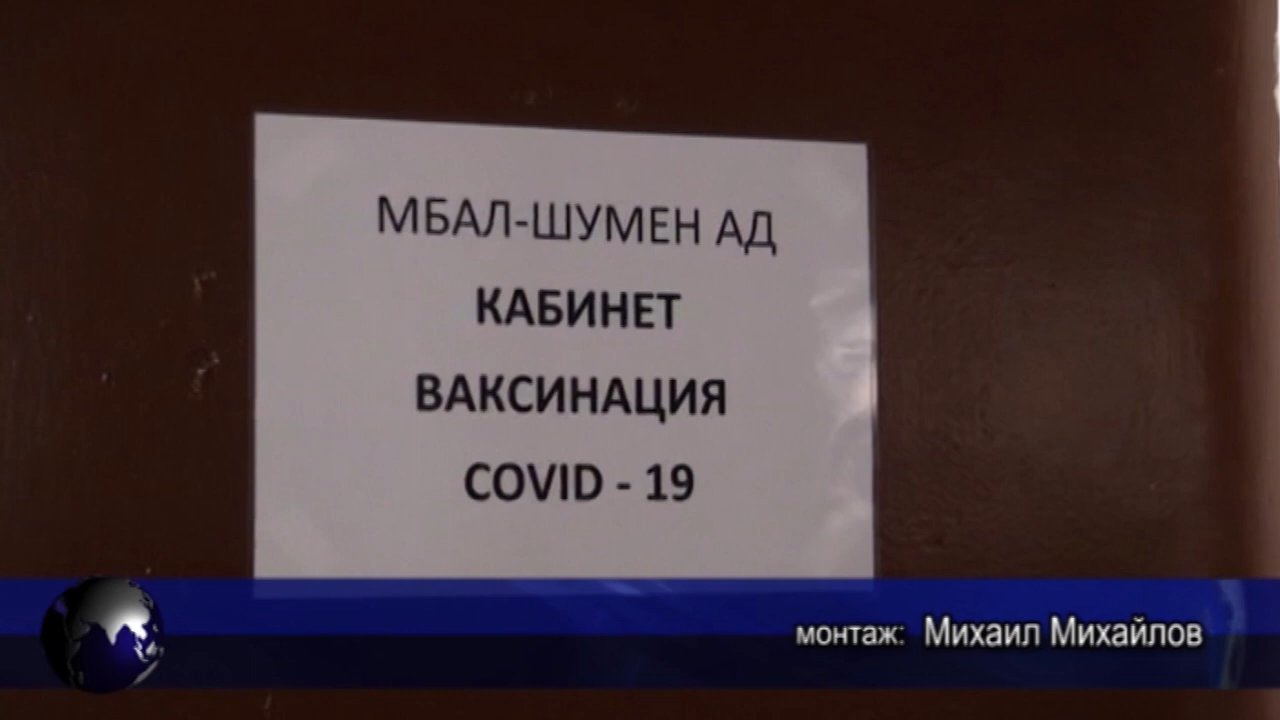 МБАЛ-ШУМЕН АД
КАБИНЕТ
ВАКСИНАЦИЯ
COVID - 19
монтаж: Михаил Михайлов